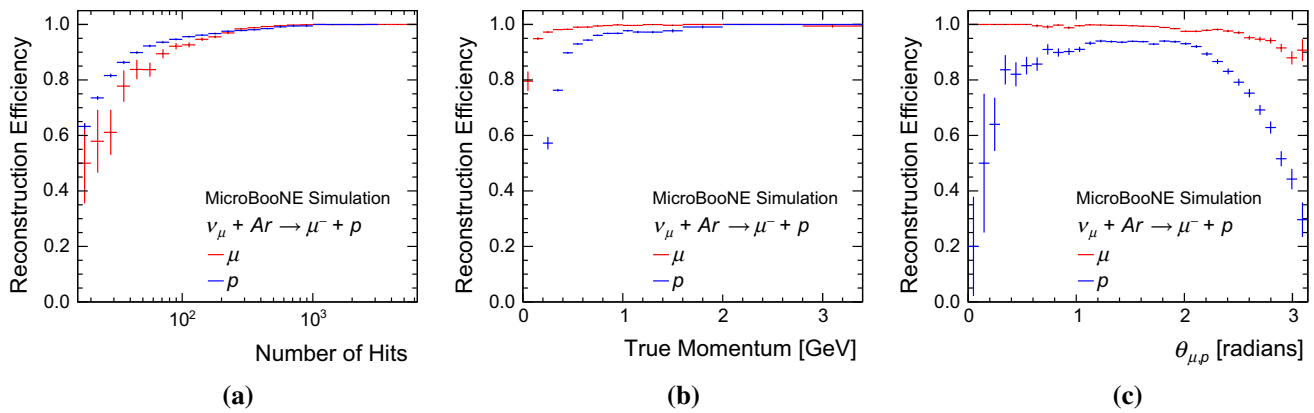 Reconstruction Efficiency
1.0
0.8
0.6
0.4
0.2
0.0
MicroBooNE Simulation
ν_μ + Ar → μ⁻ + p
μ
p
10²
10³
Number of Hits
(a)
Reconstruction Efficiency
1.0
0.8
0.6
0.4
0.2
0.0
MicroBooNE Simulation
ν_μ + Ar → μ⁻ + p
μ
p
0
1
2
3
True Momentum [GeV]
(b)
Reconstruction Efficiency
1.0
0.8
0.6
0.4
0.2
0.0
MicroBooNE Simulation
ν_μ + Ar → μ⁻ + p
μ
p
0
1
2
3
θ_μ,p [radians]
(c)